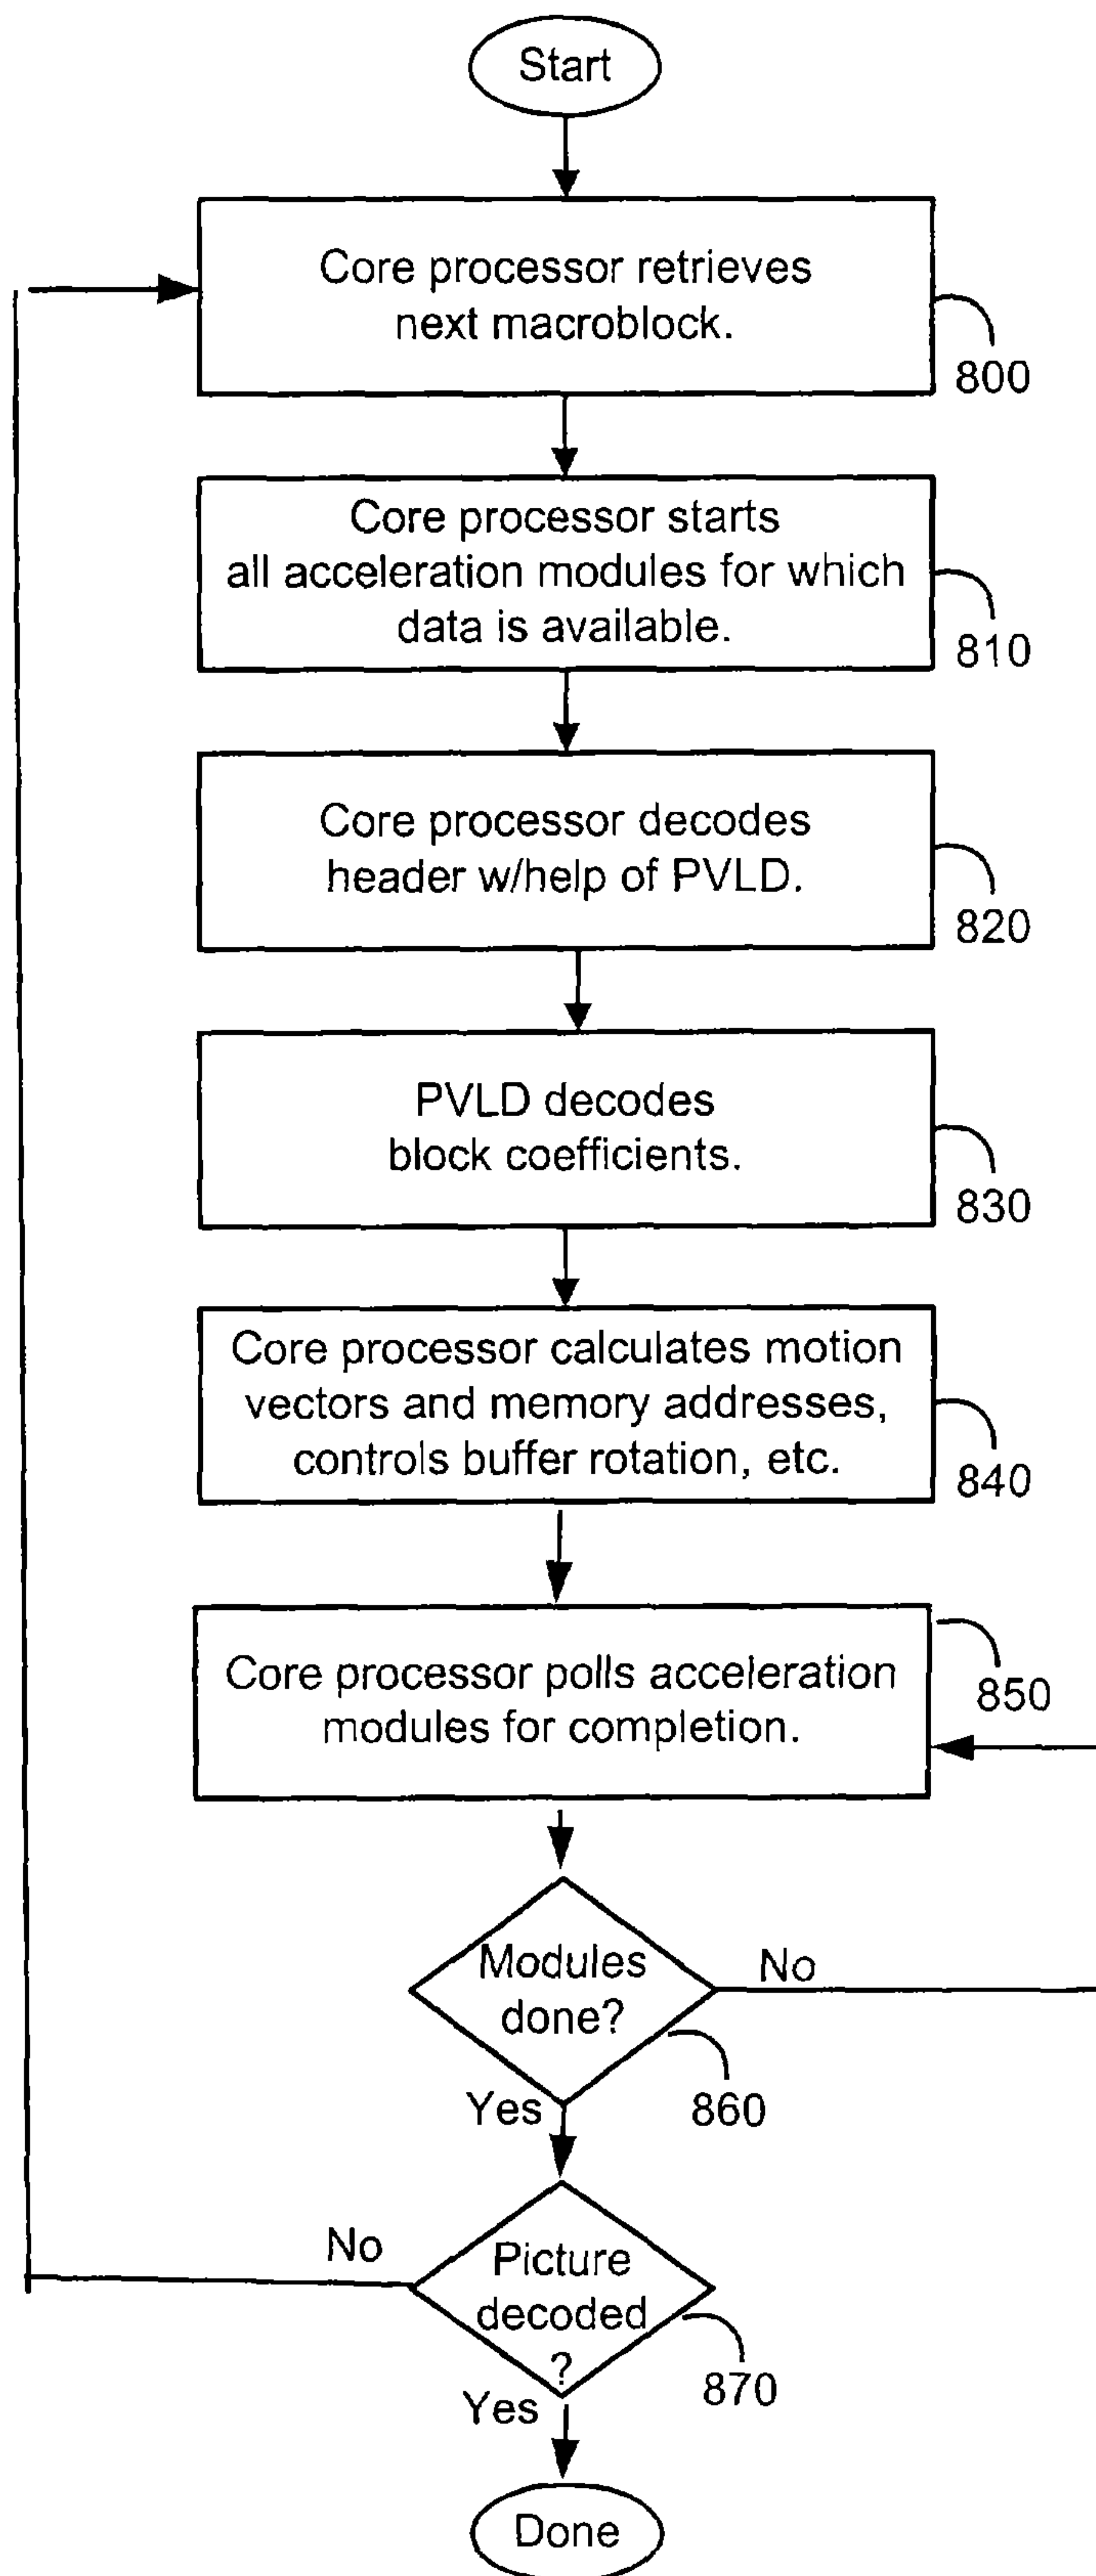 Start
Core processor retrieves
next macroblock.
800
Core processor starts
all acceleration modules for which
data is available.
810
Core processor decodes
header w/help of PVLD.
820
PVLD decodes
block coefficients.
830
Core processor calculates motion
vectors and memory addresses,
controls buffer rotation, etc.
840
Core processor polls acceleration
modules for completion.
850
Modules
done?
No
860
Yes
No
Picture
decoded
?
870
Yes
Done